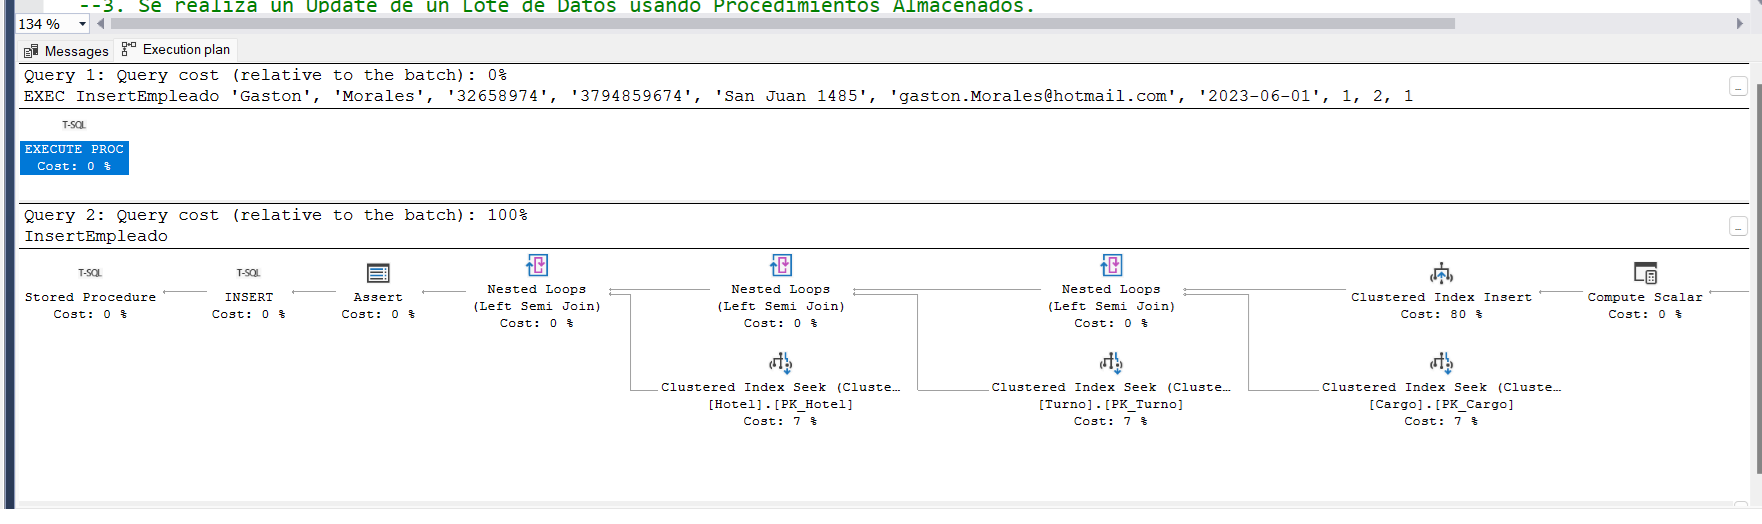 --3. Se realiza un Update de un Lote de Datos usando Procedimientos Almacenados.
134 %
Messages
Execution plan
Query 1: Query cost (relative to the batch): 0%
EXEC InsertEmpleado 'Gaston', 'Morales', '32658974', '3794859674', 'San Juan 1485', 'gaston.Morales@hotmail.com', '2023-06-01', 1, 2, 1
T-SQL
EXECUTE PROC
Cost: 0 %
Query 2: Query cost (relative to the batch): 100%
InsertEmpleado
T-SQL
Stored Procedure
Cost: 0 %
T-SQL
INSERT
Cost: 0 %
Assert
Cost: 0 %
Nested Loops
(Left Semi Join)
Cost: 0 %
Nested Loops
(Left Semi Join)
Cost: 0 %
Nested Loops
(Left Semi Join)
Cost: 0 %
Clustered Index Insert
Cost: 80 %
Compute Scalar
Cost: 0 %
Clustered Index Seek (Cluste…
[Hotel].[PK_Hotel]
Cost: 7 %
Clustered Index Seek (Cluste…
[Turno].[PK_Turno]
Cost: 7 %
Clustered Index Seek (Cluste…
[Cargo].[PK_Cargo]
Cost: 7 %